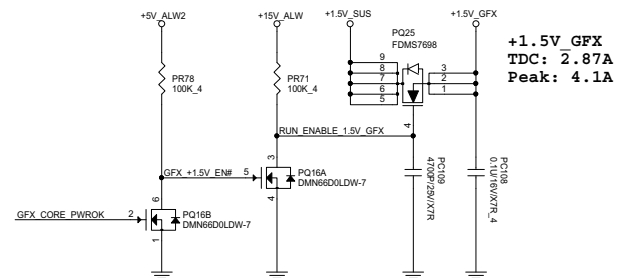 +5V_ALW2
+15V_ALW
+1.5V_SUS
+1.5V_GFX
PQ25
FDMS7698
+1.5V_GFX
TDC: 2.87A
Peak: 4.1A
9
8
7
6
5
3
2
1
4
PR78
100K_4
PR71
100K_4
RUN_ENABLE_1.5V_GFX
3
GFX_+1.5V_EN#
5
PQ16A
DMN66D0LDW-7
4
PC109
4700P/25V/X7R
PC108
0.1U/16V/X7R_4
6
GFX_CORE_PWROK
2
PQ16B
DMN66D0LDW-7
1